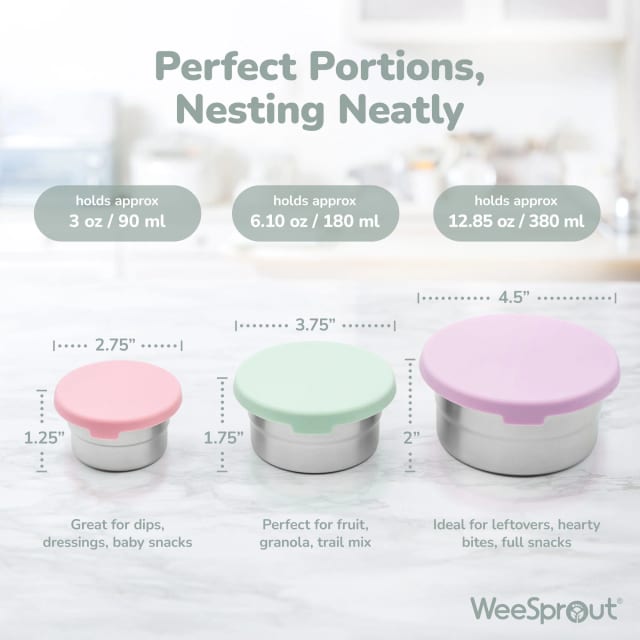 Perfect Portions,
Nesting Neatly
holds approx
3 oz / 90 ml
holds approx
6.10 oz / 180 ml
holds approx
12.85 oz / 380 ml
2.75”
3.75”
4.5”
1.25”
1.75”
2”
Great for dips,
dressings, baby snacks
Perfect for fruit,
granola, trail mix
Ideal for leftovers, hearty
bites, full snacks
WeeSprout®